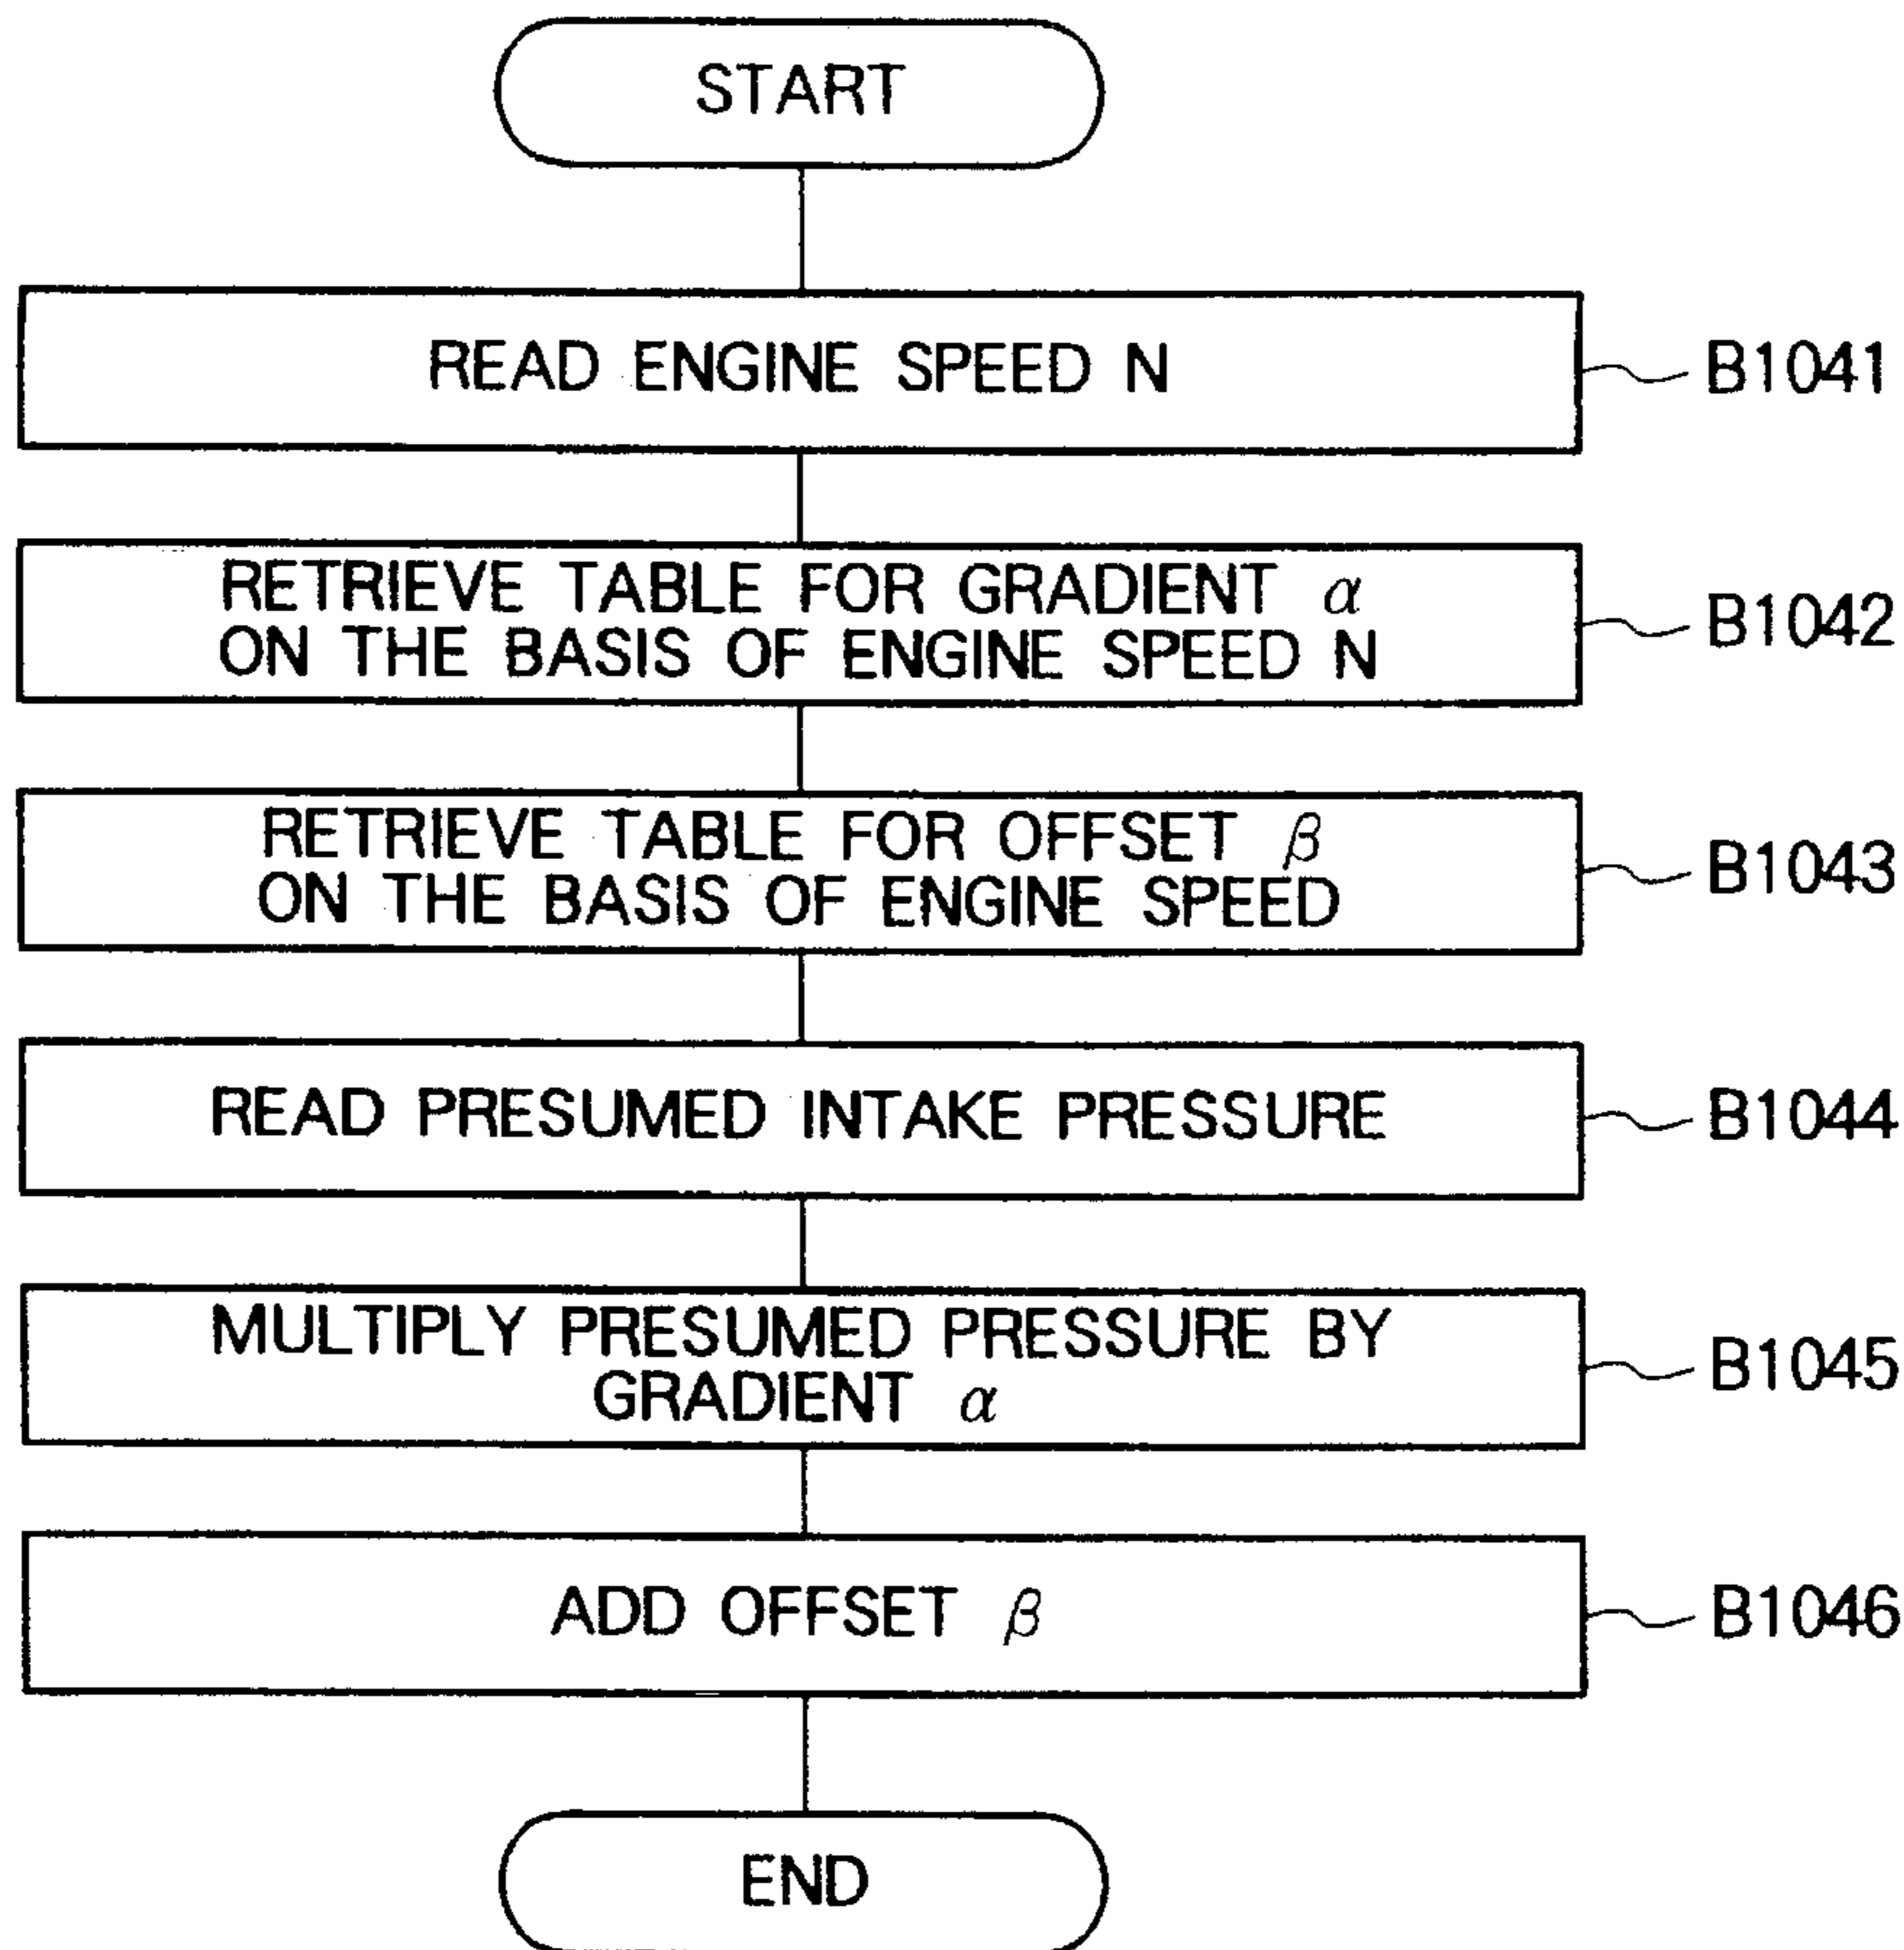 START
READ ENGINE SPEED N
B1041
RETRIEVE TABLE FOR GRADIENT α
ON THE BASIS OF ENGINE SPEED N
B1042
RETRIEVE TABLE FOR OFFSET β
ON THE BASIS OF ENGINE SPEED
B1043
READ PRESUMED INTAKE PRESSURE
B1044
MULTIPLY PRESUMED PRESSURE BY
GRADIENT α
B1045
ADD OFFSET β
B1046
END